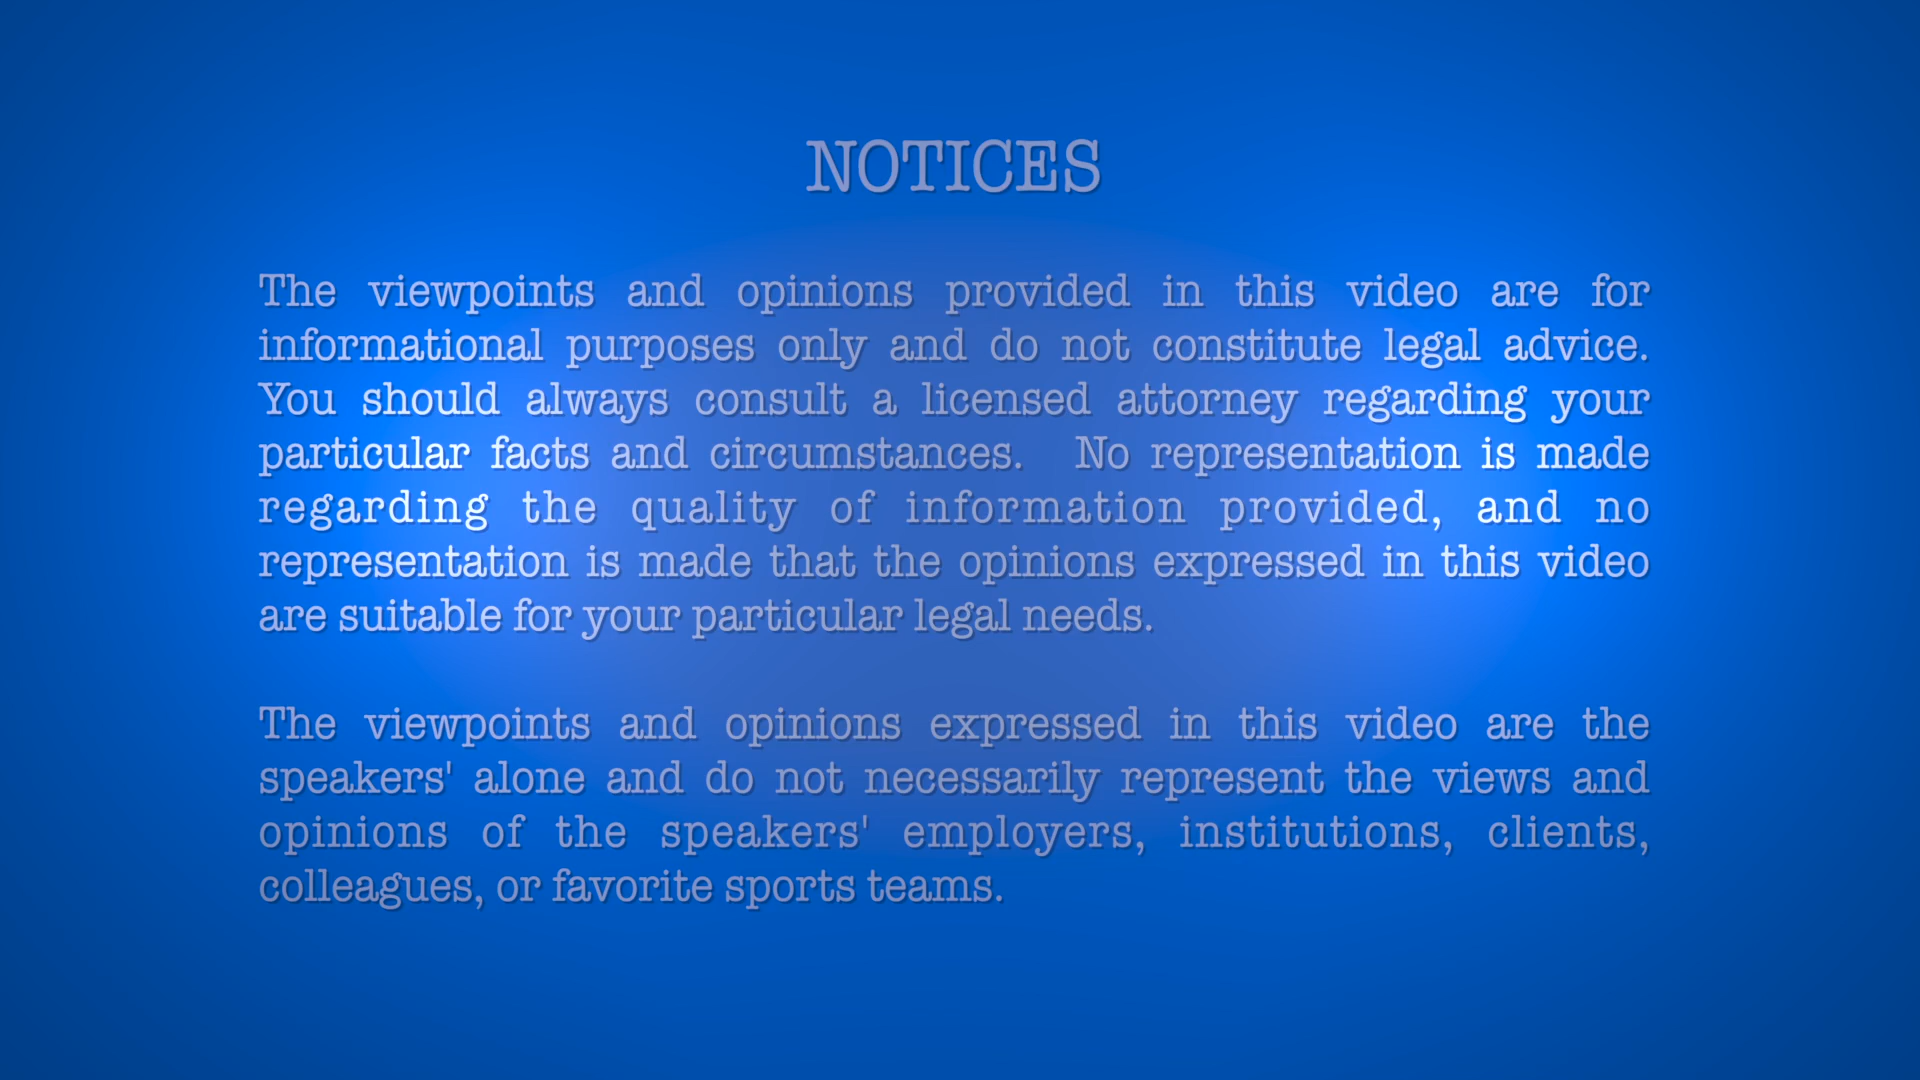 NOTICES
The viewpoints and opinions provided in this video are for
informational purposes only and do not constitute legal advice.
You should always consult a licensed attorney regarding your
particular facts and circumstances. No representation is made
regarding the quality of information provided, and no
representation is made that the opinions expressed in this video
are suitable for your particular legal needs.
The viewpoints and opinions expressed in this video are the
speakers' alone and do not necessarily represent the views and
opinions of the speakers' employers, institutions, clients,
colleagues, or favorite sports teams.